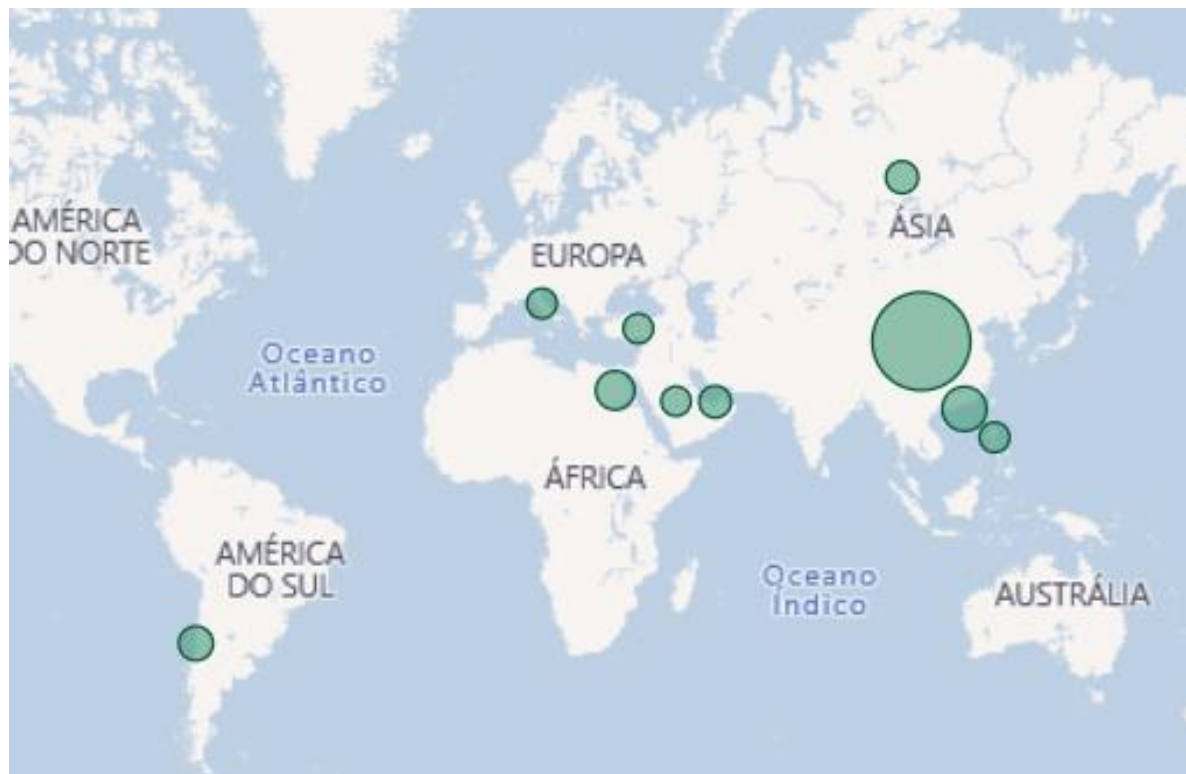 AMÉRICA
DO NORTE
EUROPA
ÁSIA
Oceano
Atlântico
ÁFRICA
AMÉRICA
DO SUL
Oceano
Índico
AUSTRÁLIA